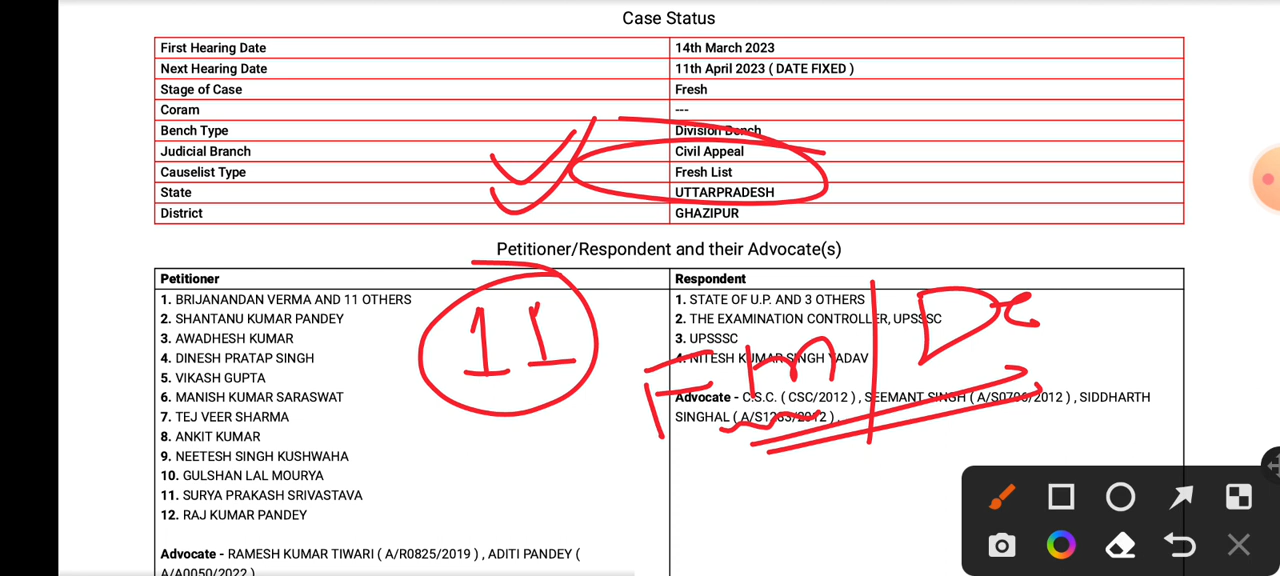 Case Status
First Hearing Date 14th March 2023
Next Hearing Date 11th April 2023 ( DATE FIXED )
Stage of Case Fresh
Coram ---
Bench Type Division Bench
Judicial Branch Civil Appeal
Causelist Type Fresh List
State UTTARPRADESH
District GHAZIPUR
Petitioner/Respondent and their Advocate(s)
Petitioner
1. BRIJANANDAN VERMA AND 11 OTHERS
2. SHANTANU KUMAR PANDEY
3. AWADHESH KUMAR
4. DINESH PRATAP SINGH
5. VIKASH GUPTA
6. MANISH KUMAR SARASWAT
7. TEJ VEER SHARMA
8. ANKIT KUMAR
9. NEETESH SINGH KUSHWAHA
10. GULSHAN LAL MOURYA
11. SURYA PRAKASH SRIVASTAVA
12. RAJ KUMAR PANDEY
Advocate - RAMESH KUMAR TIWARI ( A/R0825/2019 ) , ADITI PANDEY (
A/A0050/2022 )
11
Respondent
1. STATE OF U.P. AND 3 OTHERS
2. THE EXAMINATION CONTROLLER, UPSSSC
3. UPSSSC
4. NITESH KUMAR SINGH YADAV
Advocate - C.S.C. ( CSC/2012 ) , SEEMANT SINGH ( A/S0796/2012 ) , SIDDHARTH
SINGHAL ( A/S1283/2012 ) ,